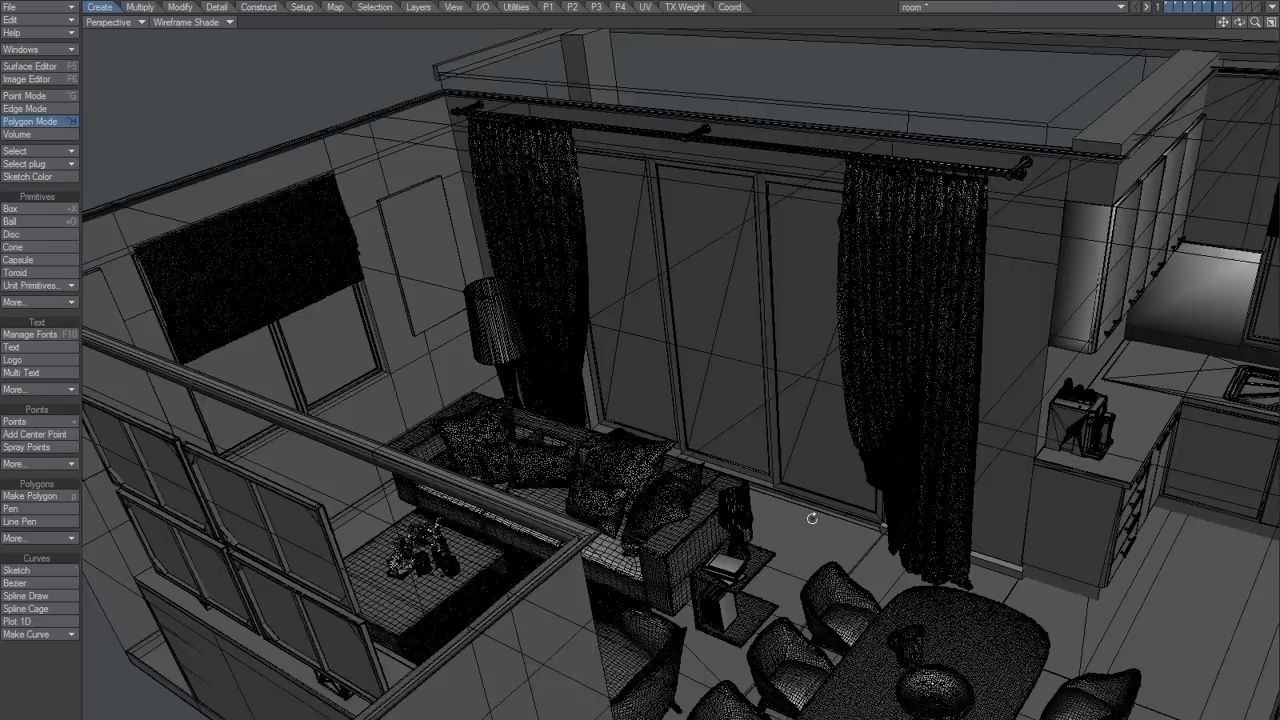 File Create Multiply Modify Detail Construct Setup Map Selection Layers View I/O Utilities P1 P2 P3 P4 UV TX Weight Coord room * 1
Edit Perspective Wireframe Shade
Help
Windows
Surface Editor F5
Image Editor F6
Point Mode ^G
Edge Mode
Polygon Mode ^H
Volume
Select
Select plug
Sketch Color
Primitives
Box +X
Ball +O
Disc
Cone
Capsule
Toroid
Unit Primitives...
More...
Text
Manage Fonts F10
Text
Logo
Multi Text
More...
Points
Points +
Add Center Point
Spray Points
More...
Polygons
Make Polygon p
Pen
Line Pen
More...
Curves
Sketch
Bezier
Spline Draw
Spline Cage
Plot 1D
Make Curve